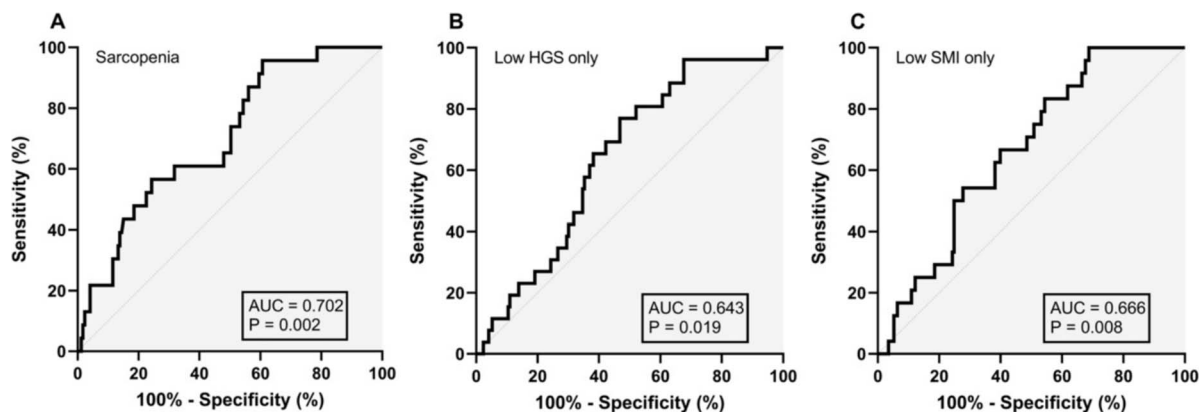 A
Sarcopenia
Sensitivity (%)
100
80
60
40
20
0
0 20 40 60 80 100
100% - Specificity (%)
AUC = 0.702
P = 0.002
B
Low HGS only
Sensitivity (%)
100
80
60
40
20
0
0 20 40 60 80 100
100% - Specificity (%)
AUC = 0.643
P = 0.019
C
Low SMI only
Sensitivity (%)
100
80
60
40
20
0
0 20 40 60 80 100
100% - Specificity (%)
AUC = 0.666
P = 0.008